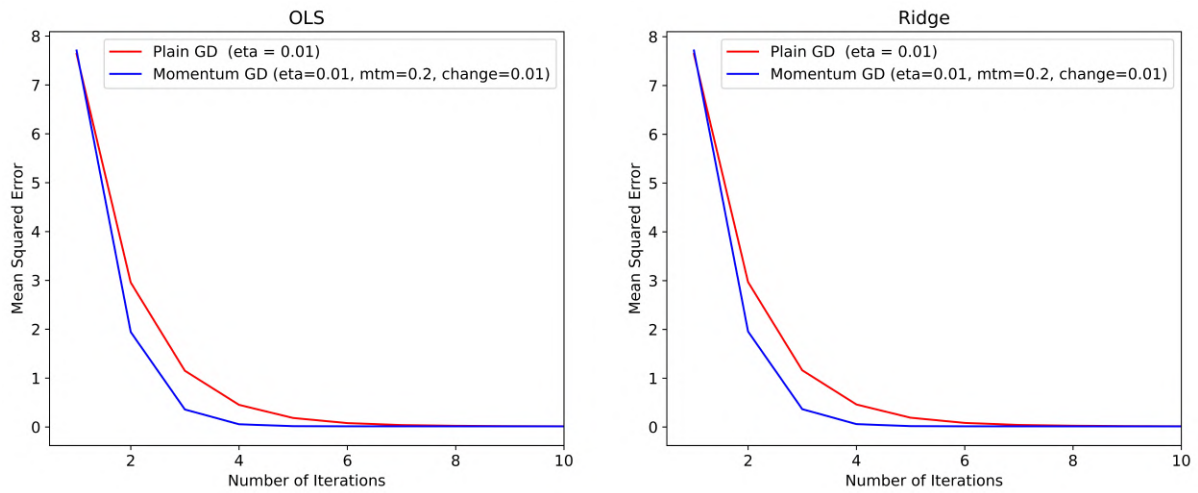 OLS
Plain GD  (eta = 0.01)
Momentum GD (eta=0.01, mtm=0.2, change=0.01)
8
7
6
5
4
3
2
1
0
Mean Squared Error
2 4 6 8 10
Number of Iterations
Ridge
Plain GD  (eta = 0.01)
Momentum GD (eta=0.01, mtm=0.2, change=0.01)
8
7
6
5
4
3
2
1
0
Mean Squared Error
2 4 6 8 10
Number of Iterations